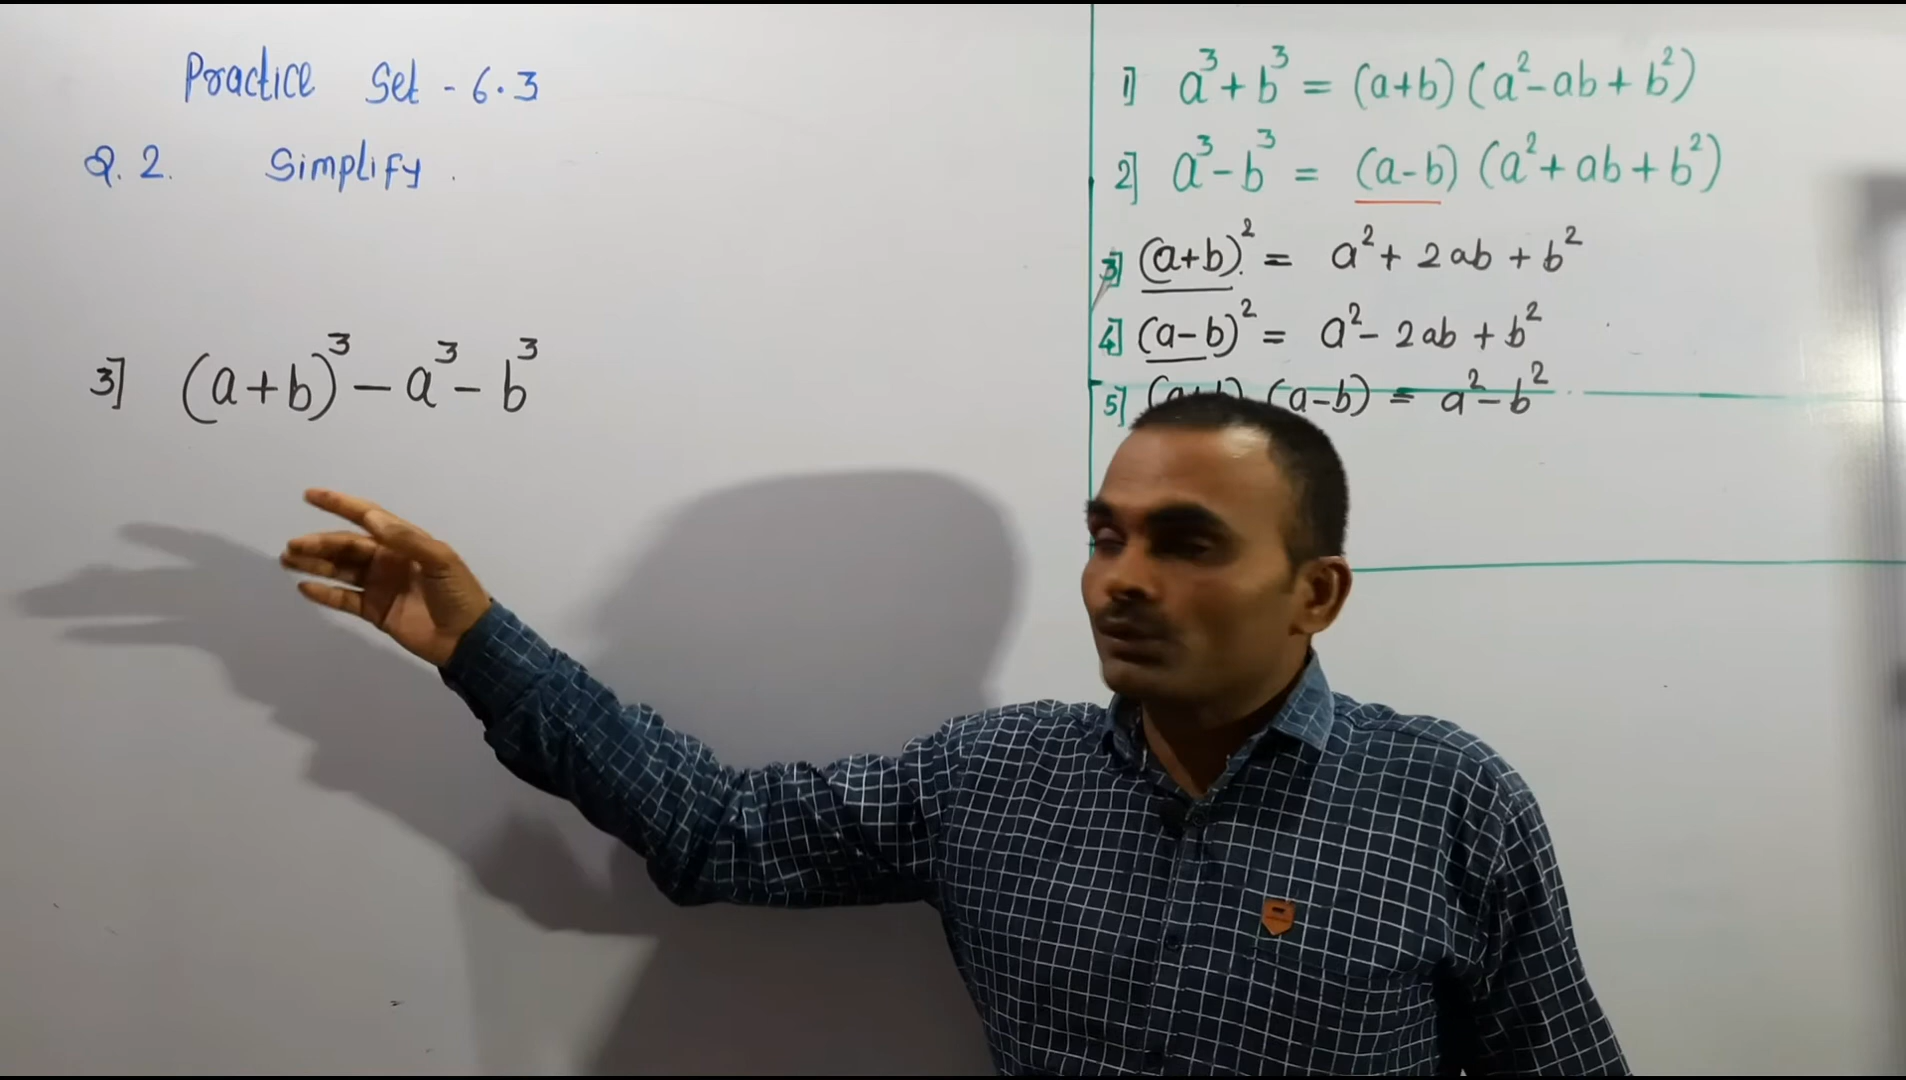 Practice Set - 6.3
Q. 2. Simplify.
3] (a+b)³ - a³ - b³
1] a³ + b³ = (a+b) (a² - ab + b²)
2] a³ - b³ = (a-b) (a² + ab + b²)
3] (a+b)² = a² + 2ab + b²
4] (a-b)² = a² - 2ab + b²
5] (a-b) = a² - b²